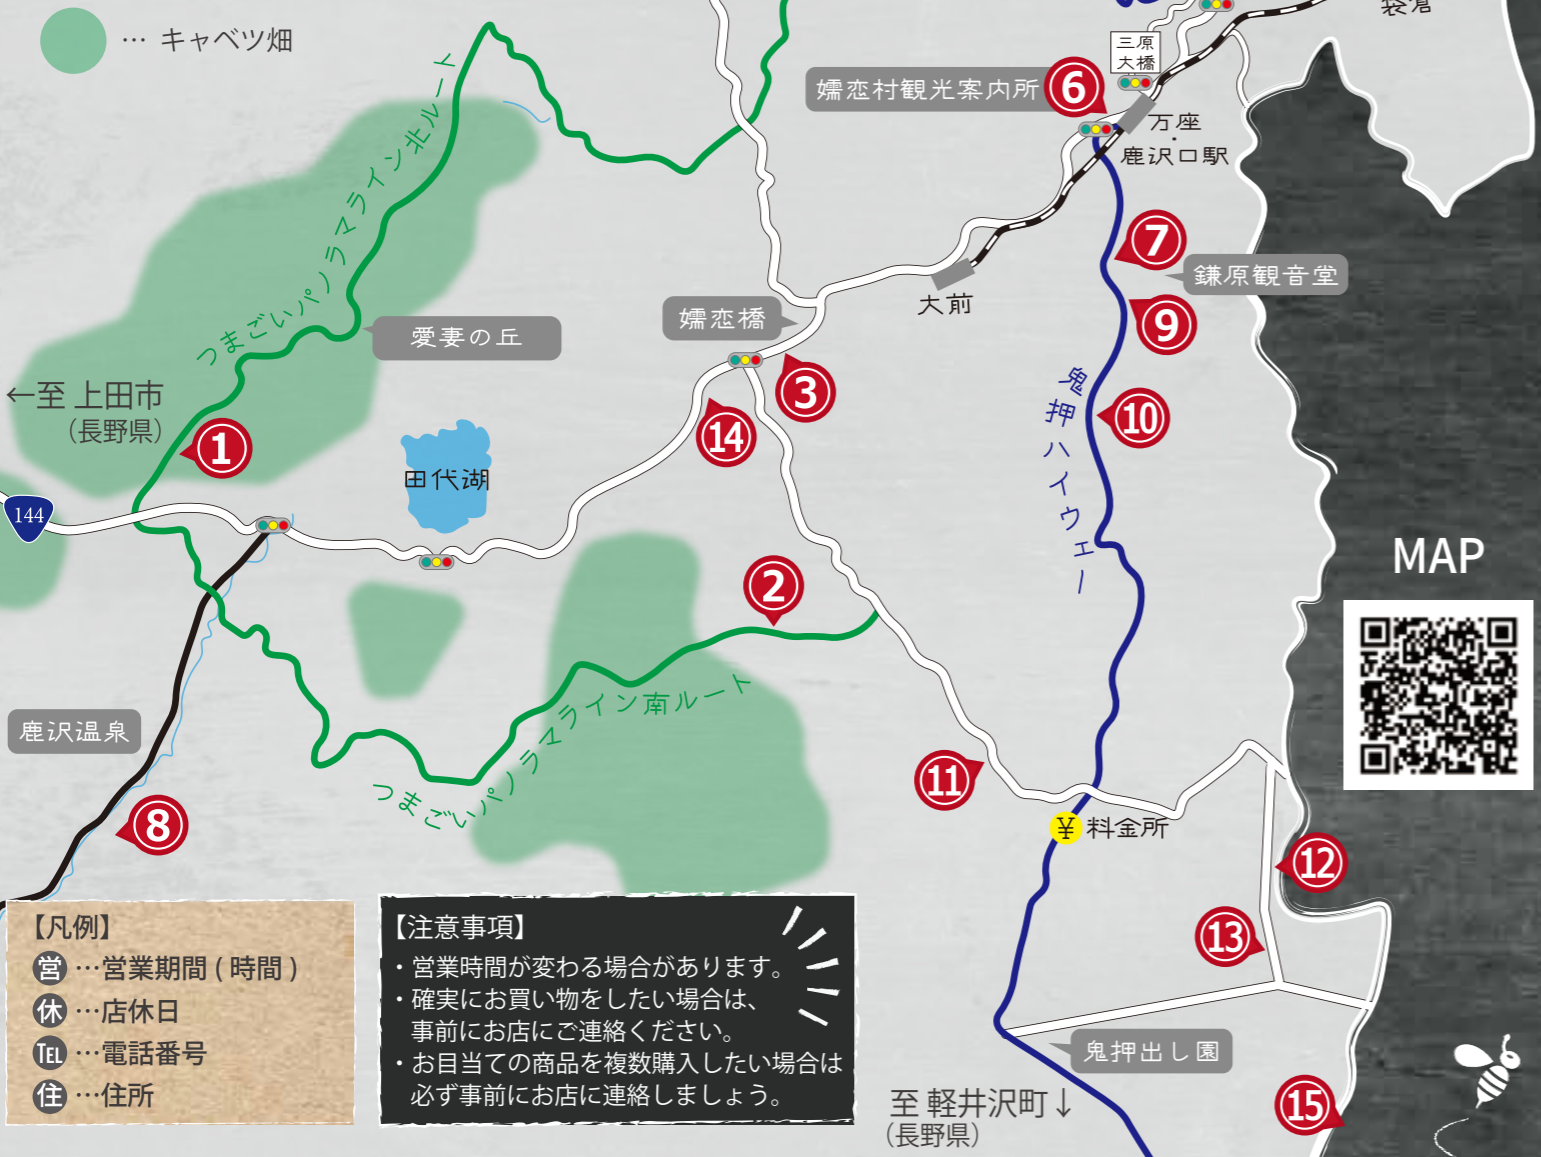 … キャベツ畑
袋倉
三原
大橋
嬬恋村観光案内所
6
万座
・
鹿沢口駅
つまごいパノラマライン北ルート
7
鎌原観音堂
大前
9
嬬恋橋
愛妻の丘
←至 上田市
（長野県）
3
鬼押ハイウェー
10
1
14
田代湖
144
MAP
2
つまごいパノラマライン南ルート
鹿沢温泉
11
8
¥ 料金所
12
13
【凡例】
営 …営業期間 ( 時間 )
休 …店休日
TEL …電話番号
住 …住所
【注意事項】
・営業時間が変わる場合があります。
・確実にお買い物をしたい場合は、
事前にお店にご連絡ください。
・お目当ての商品を複数購入したい場合は
必ず事前にお店に連絡しましょう。
鬼押出し園
至 軽井沢町↓
（長野県）
15